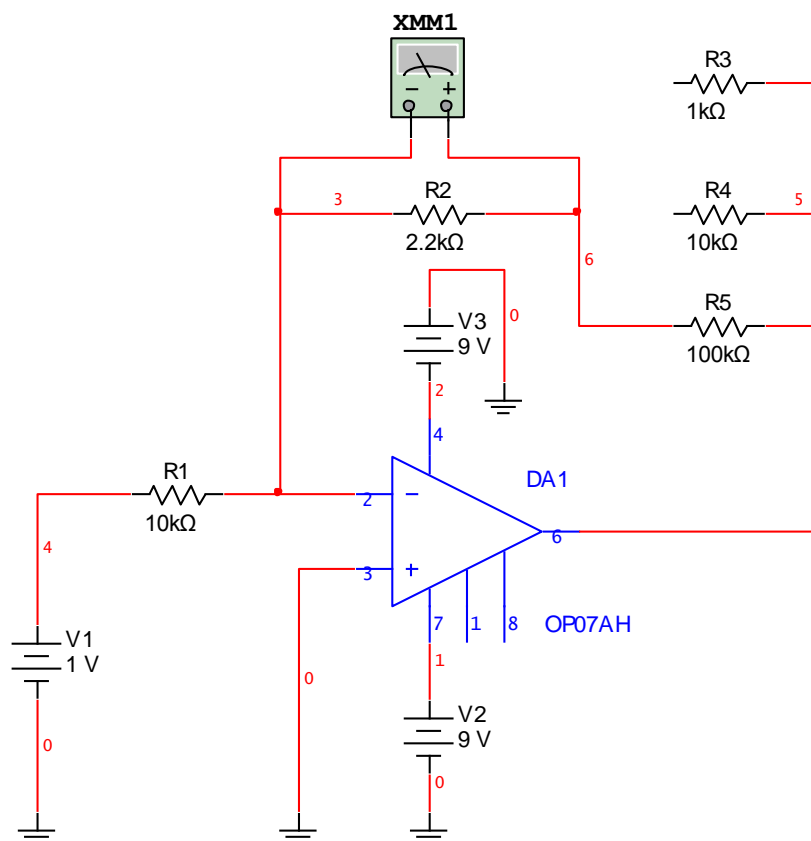 XMM1
R3
1kΩ
3
R2
2.2kΩ
R4
10kΩ
5
6
V3
9 V
0
R5
100kΩ
2
4
R1
10kΩ
DA1
2
6
3
4
7
1
8
OP07AH
V1
1 V
0
1
V2
9 V
0
0